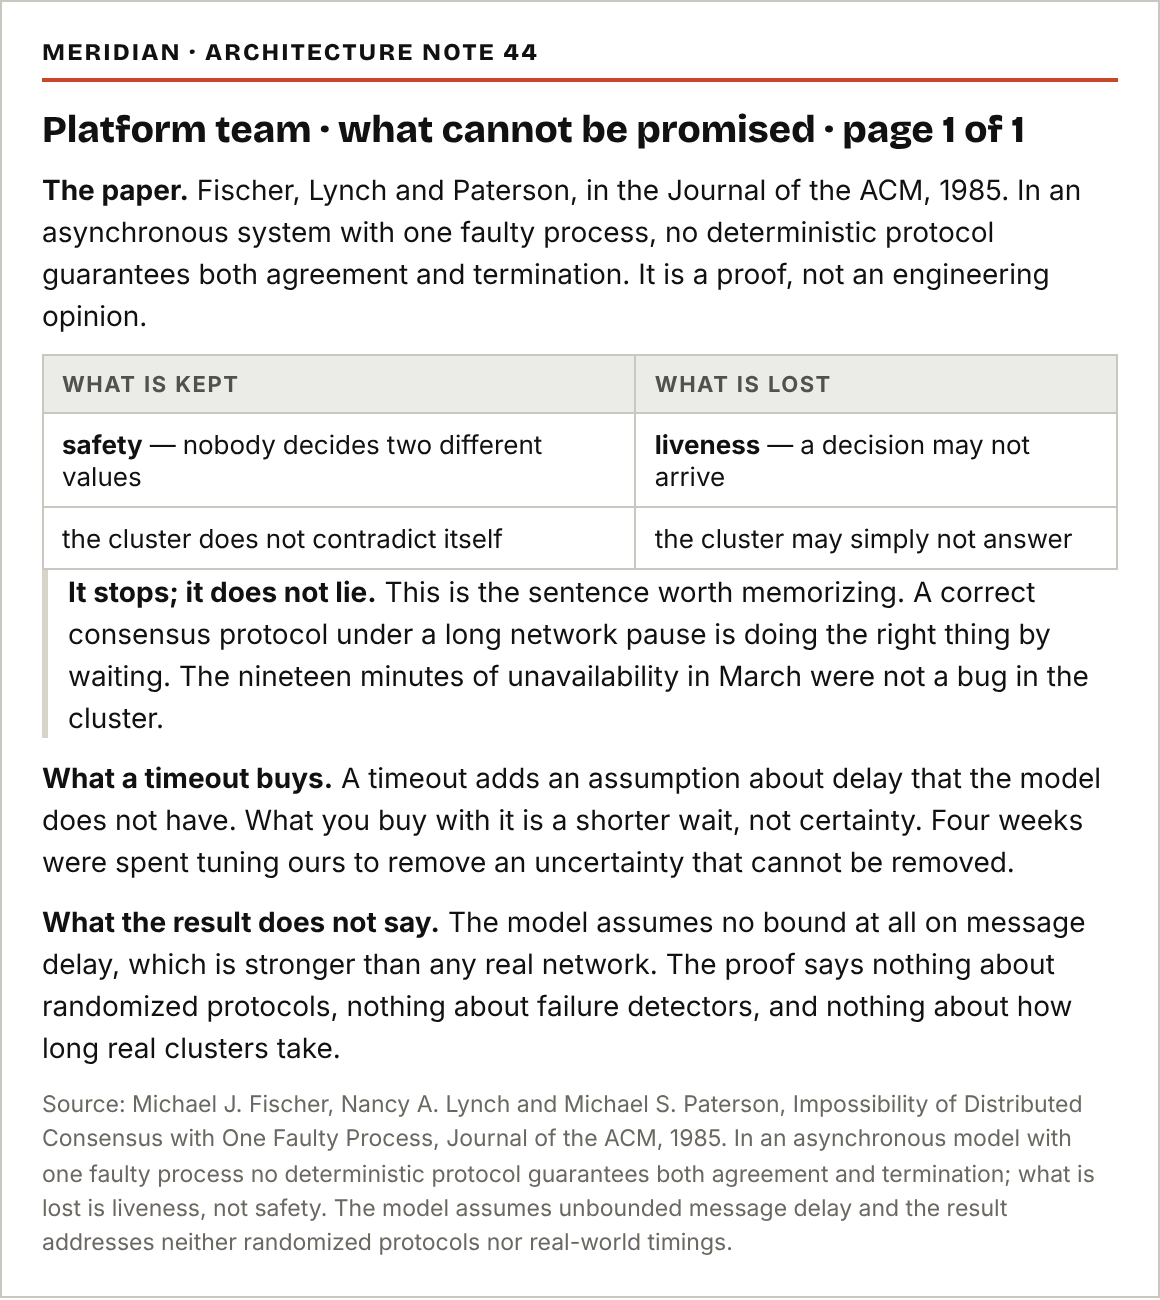 MERIDIAN · ARCHITECTURE NOTE 44
Platform team · what cannot be promised · page 1 of 1
The paper. Fischer, Lynch and Paterson, in the Journal of the ACM, 1985. In an
asynchronous system with one faulty process, no deterministic protocol
guarantees both agreement and termination. It is a proof, not an engineering
opinion.
WHAT IS KEPT
WHAT IS LOST
safety — nobody decides two different
values
liveness — a decision may not
arrive
the cluster does not contradict itself
the cluster may simply not answer
It stops; it does not lie. This is the sentence worth memorizing. A correct
consensus protocol under a long network pause is doing the right thing by
waiting. The nineteen minutes of unavailability in March were not a bug in the
cluster.
What a timeout buys. A timeout adds an assumption about delay that the model
does not have. What you buy with it is a shorter wait, not certainty. Four weeks
were spent tuning ours to remove an uncertainty that cannot be removed.
What the result does not say. The model assumes no bound at all on message
delay, which is stronger than any real network. The proof says nothing about
randomized protocols, nothing about failure detectors, and nothing about how
long real clusters take.
Source: Michael J. Fischer, Nancy A. Lynch and Michael S. Paterson, Impossibility of Distributed
Consensus with One Faulty Process, Journal of the ACM, 1985. In an asynchronous model with
one faulty process no deterministic protocol guarantees both agreement and termination; what is
lost is liveness, not safety. The model assumes unbounded message delay and the result
addresses neither randomized protocols nor real-world timings.